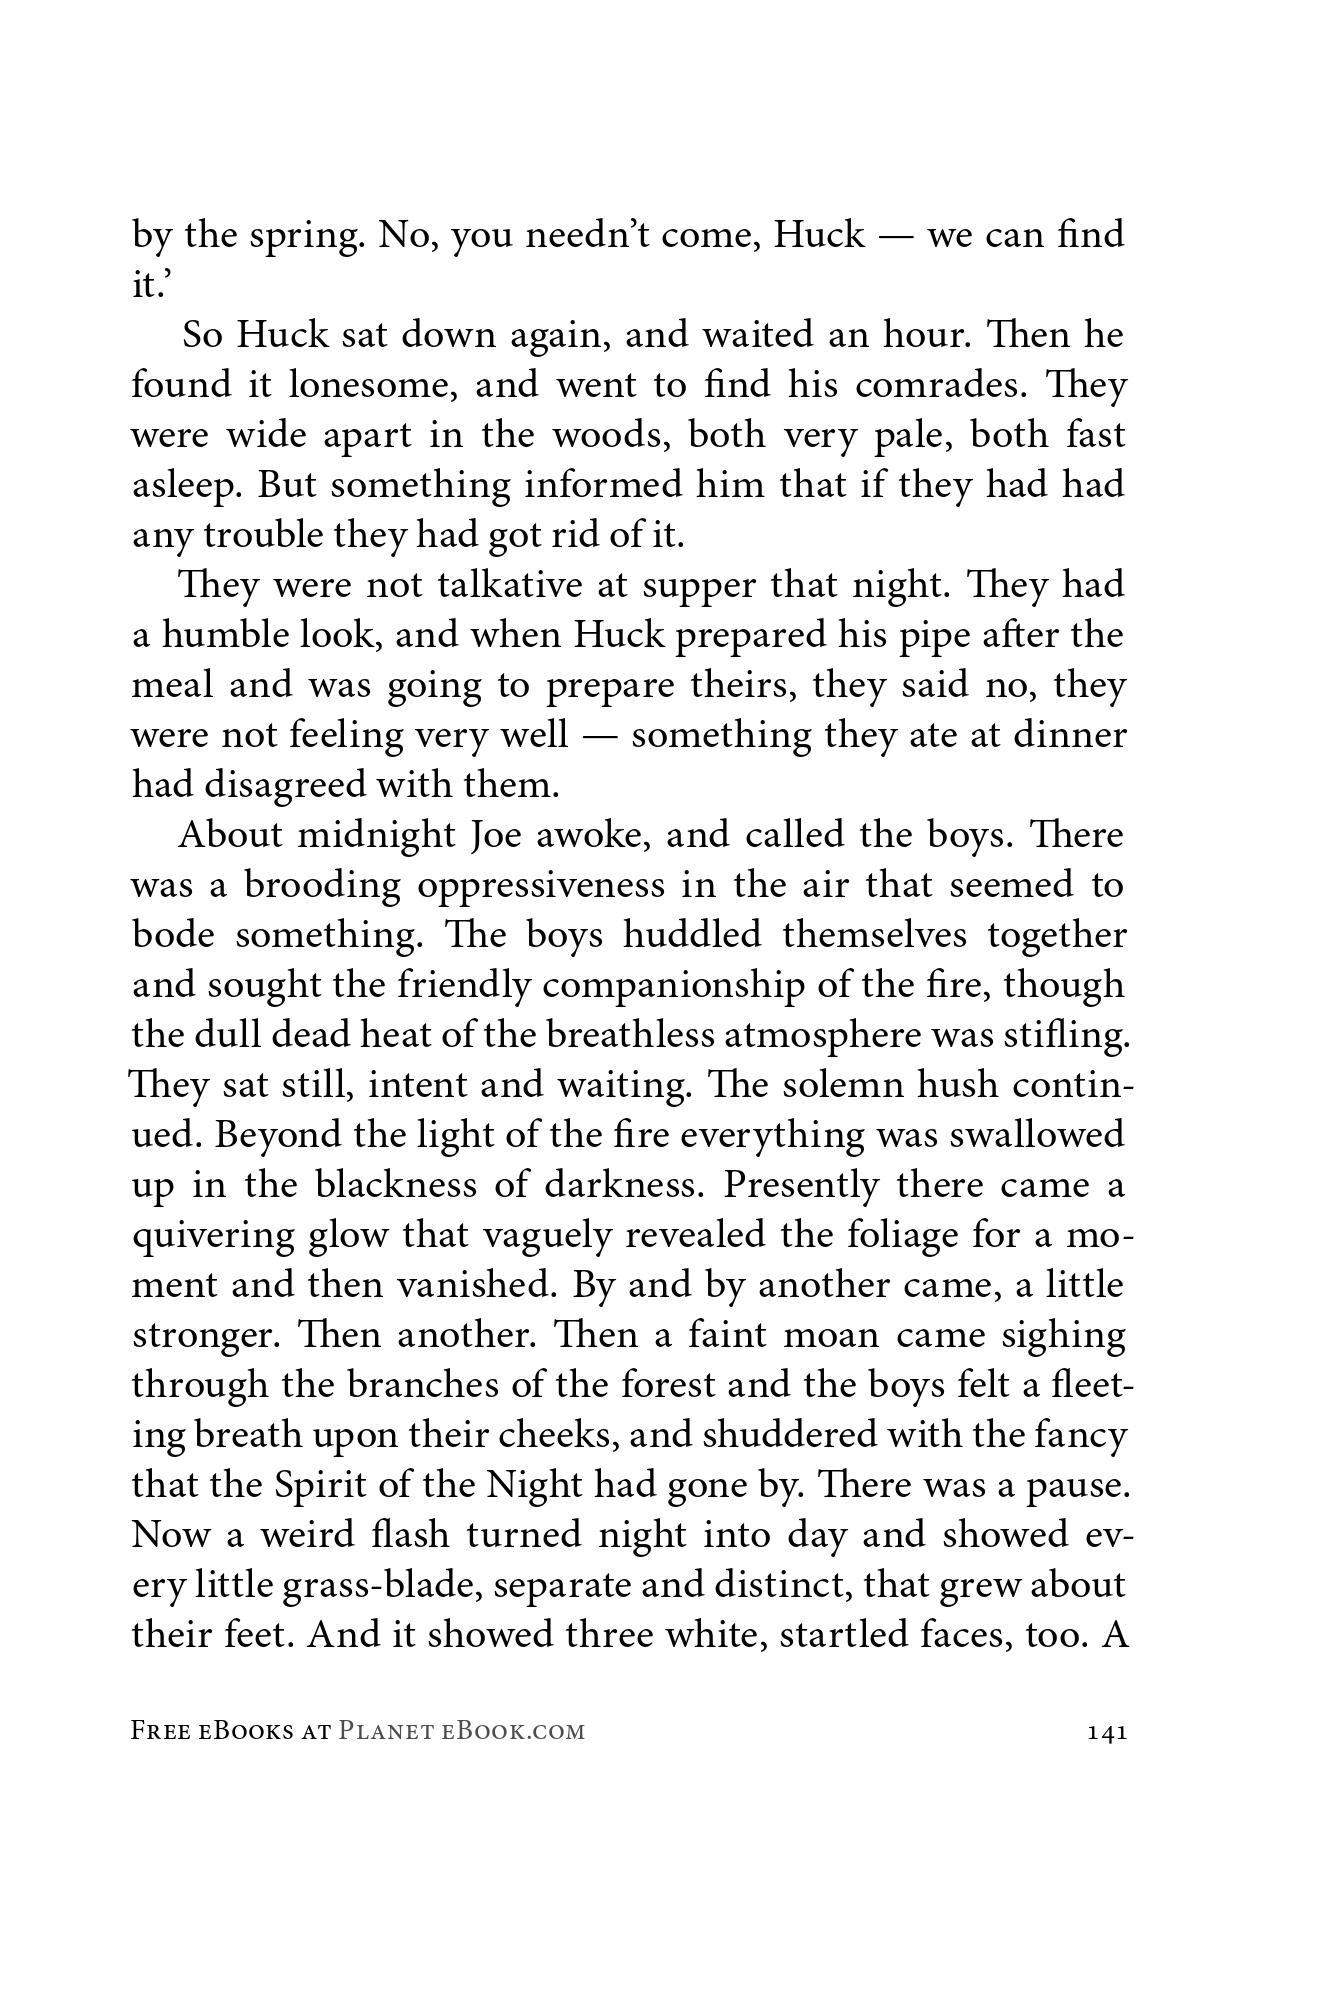 by the spring. No, you needn’t come, Huck — we can find
it.’
So Huck sat down again, and waited an hour. Then he
found it lonesome, and went to find his comrades. They
were wide apart in the woods, both very pale, both fast
asleep. But something informed him that if they had had
any trouble they had got rid of it.
They were not talkative at supper that night. They had
a humble look, and when Huck prepared his pipe after the
meal and was going to prepare theirs, they said no, they
were not feeling very well — something they ate at dinner
had disagreed with them.
About midnight Joe awoke, and called the boys. There
was a brooding oppressiveness in the air that seemed to
bode something. The boys huddled themselves together
and sought the friendly companionship of the fire, though
the dull dead heat of the breathless atmosphere was stifling.
They sat still, intent and waiting. The solemn hush contin-
ued. Beyond the light of the fire everything was swallowed
up in the blackness of darkness. Presently there came a
quivering glow that vaguely revealed the foliage for a mo-
ment and then vanished. By and by another came, a little
stronger. Then another. Then a faint moan came sighing
through the branches of the forest and the boys felt a fleet-
ing breath upon their cheeks, and shuddered with the fancy
that the Spirit of the Night had gone by. There was a pause.
Now a weird flash turned night into day and showed ev-
ery little grass-blade, separate and distinct, that grew about
their feet. And it showed three white, startled faces, too. A
Free eBooks at Planet eBook.com 141